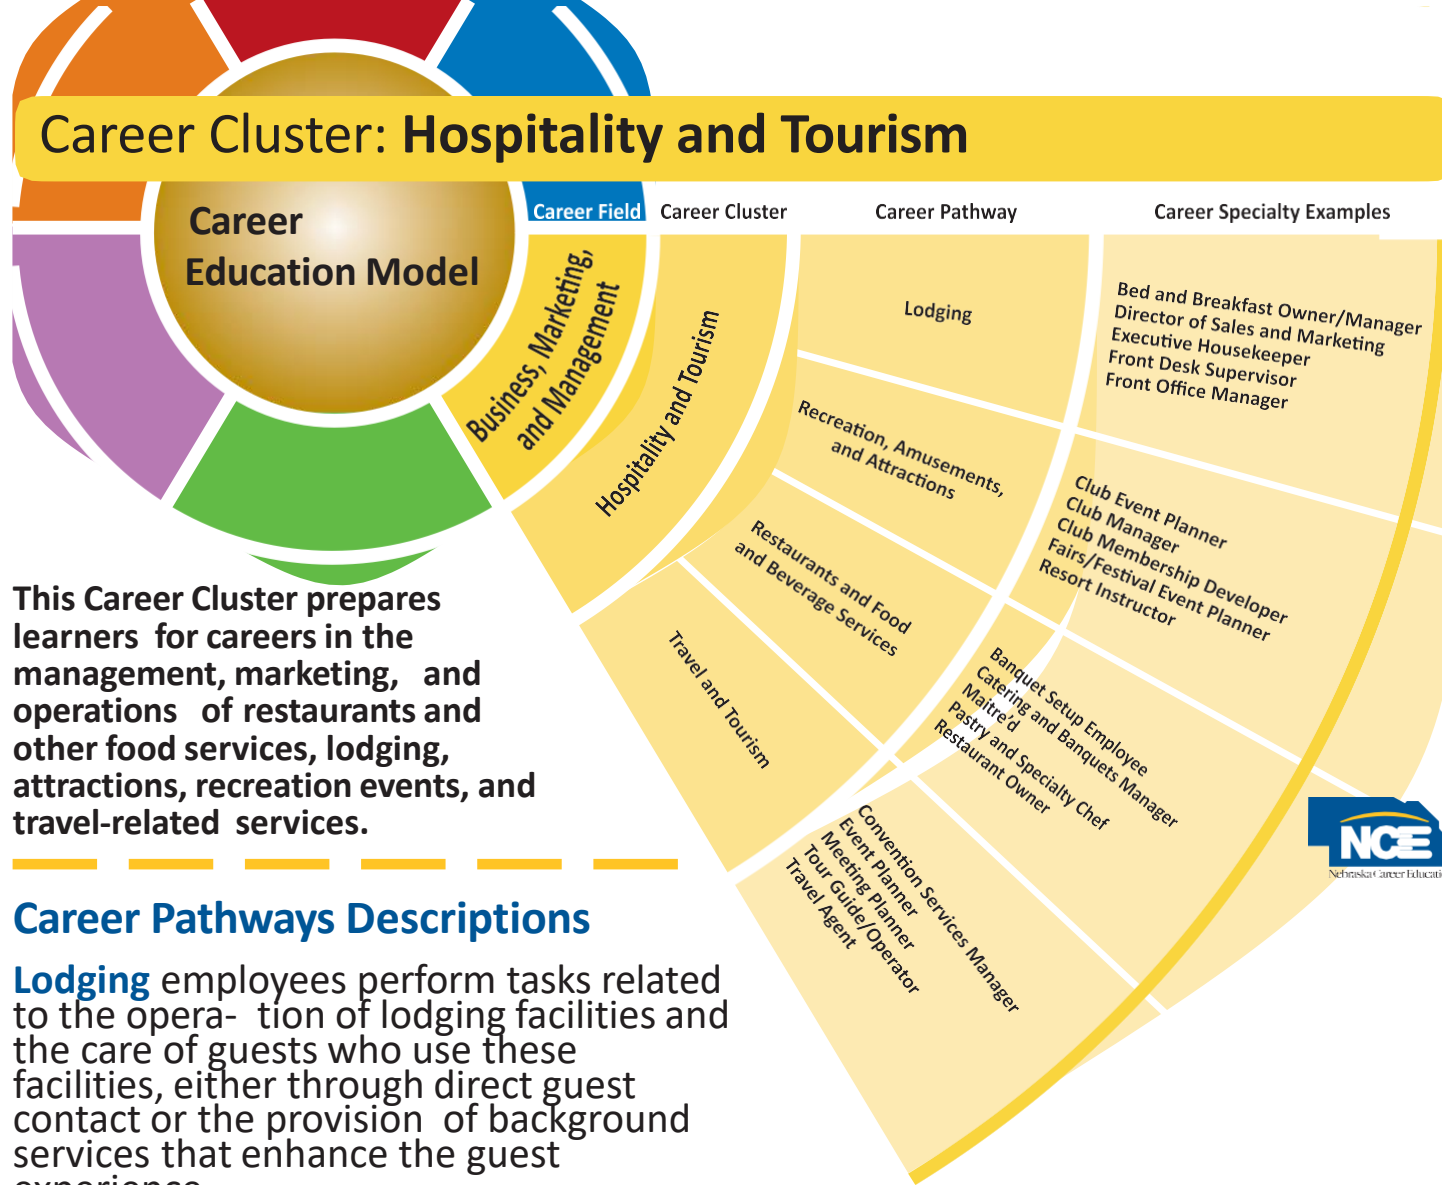 Career Cluster: Hospitality and Tourism
Career Field
Career Cluster
Career Pathway
Career Specialty Examples
Career
Education Model
Business, Marketing,
and Management
Hospitality and Tourism
Lodging
Bed and Breakfast Owner/Manager
Director of Sales and Marketing
Executive Housekeeper
Front Desk Supervisor
Front Office Manager
Recreation, Amusements,
and Attractions
Club Event Planner
Club Manager
Club Membership Developer
Fairs/Festival Event Planner
Resort Instructor
Restaurants and Food
and Beverage Services
Banquet Setup Employee
Catering and Banquets Manager
Maitre’d
Pastry and Specialty Chef
Restaurant Owner
Travel and Tourism
Convention Services Manager
Event Planner
Meeting Planner
Tour Guide/Operator
Travel Agent
NCE
Nebraska Career Educati
This Career Cluster prepares
learners for careers in the
management, marketing, and
operations of restaurants and
other food services, lodging,
attractions, recreation events, and
travel-related services.
Career Pathways Descriptions
Lodging employees perform tasks related
to the opera- tion of lodging facilities and
the care of guests who use these
facilities, either through direct guest
contact or the provision of background
services that enhance the guest